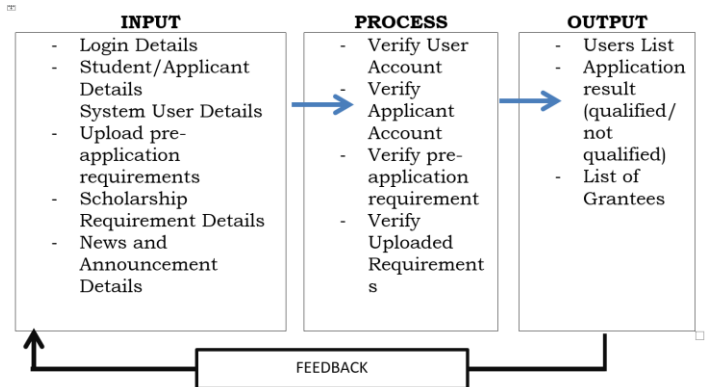 INPUT
- Login Details
- Student/Applicant
Details
System User Details
- Upload pre-
application
requirements
- Scholarship
Requirement Details
- News and
Announcement
Details
PROCESS
- Verify User
Account
- Verify
Applicant
Account
- Verify pre-
application
requirement
- Verify
Uploaded
Requirement
s
OUTPUT
- Users List
- Application
result
(qualified/
not
qualified)
- List of
Grantees
FEEDBACK